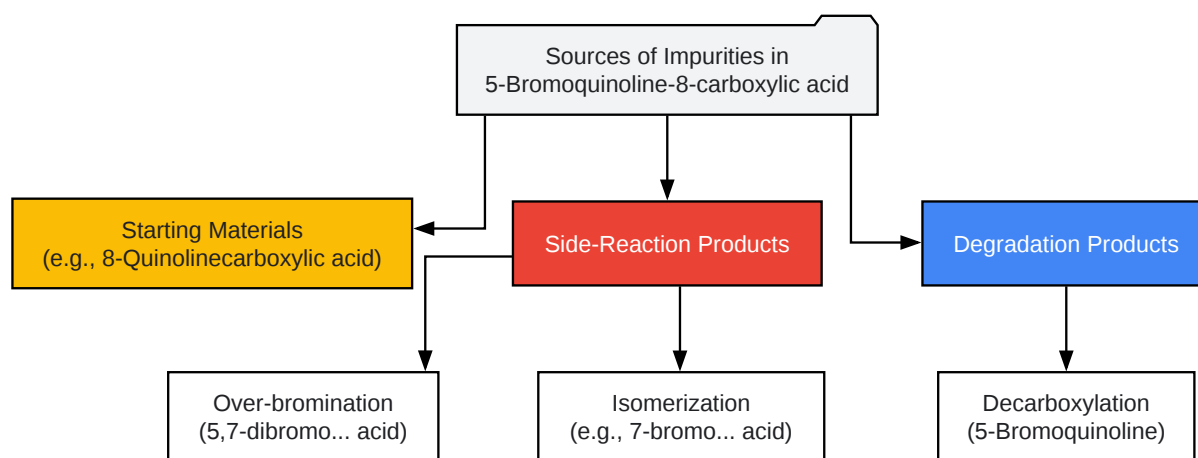 Sources of Impurities in
5-Bromoquinoline-8-carboxylic acid
Starting Materials
(e.g., 8-Quinolinecarboxylic acid)
Side-Reaction Products
Degradation Products
Over-bromination
(5,7-dibromo... acid)
Isomerization
(e.g., 7-bromo... acid)
Decarboxylation
(5-Bromoquinoline)